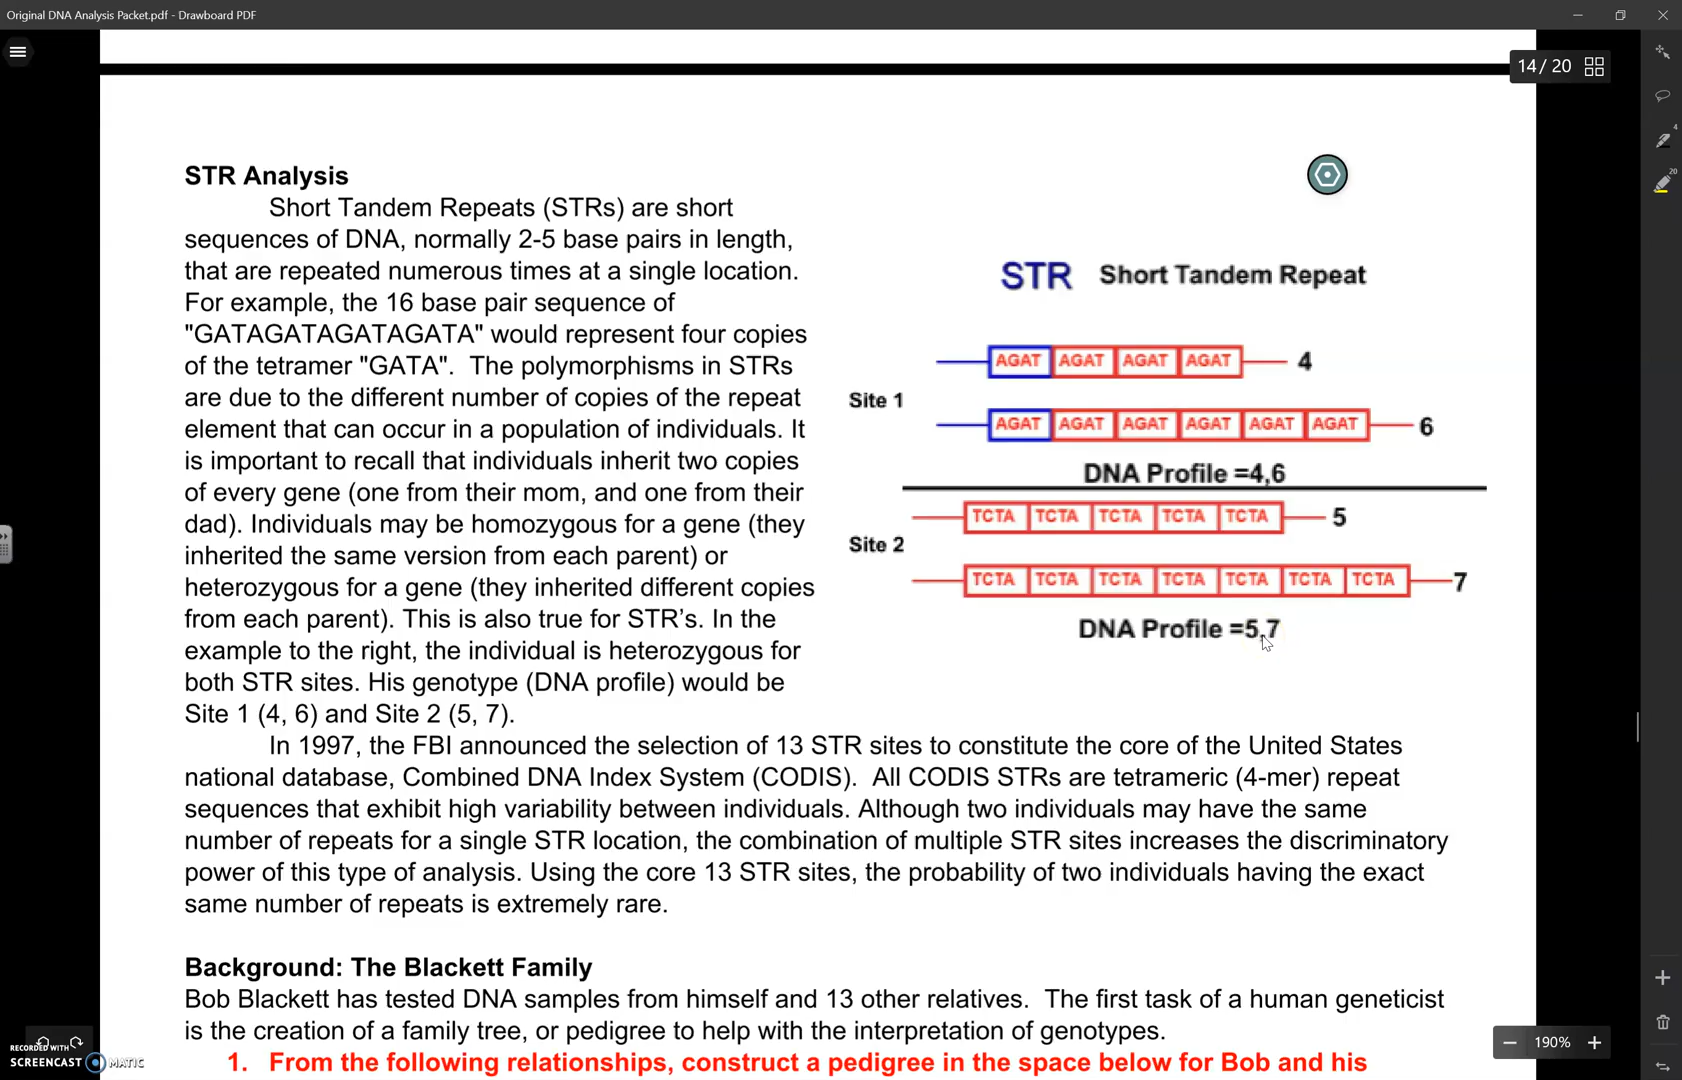 Original DNA Analysis Packet.pdf - Drawboard PDF
14 / 20
4
20
STR Analysis
Short Tandem Repeats (STRs) are short
sequences of DNA, normally 2-5 base pairs in length,
that are repeated numerous times at a single location.
For example, the 16 base pair sequence of
"GATAGATAGATAGATA" would represent four copies
of the tetramer "GATA".  The polymorphisms in STRs
are due to the different number of copies of the repeat
element that can occur in a population of individuals. It
is important to recall that individuals inherit two copies
of every gene (one from their mom, and one from their
dad). Individuals may be homozygous for a gene (they
inherited the same version from each parent) or
heterozygous for a gene (they inherited different copies
from each parent). This is also true for STR's. In the
example to the right, the individual is heterozygous for
both STR sites. His genotype (DNA profile) would be
Site 1 (4, 6) and Site 2 (5, 7).
STR Short Tandem Repeat
AGAT AGAT AGAT AGAT 4
Site 1
AGAT AGAT AGAT AGAT AGAT AGAT 6
DNA Profile =4,6
TCTA TCTA TCTA TCTA TCTA 5
Site 2
TCTA TCTA TCTA TCTA TCTA TCTA TCTA 7
DNA Profile =5,7
In 1997, the FBI announced the selection of 13 STR sites to constitute the core of the United States
national database, Combined DNA Index System (CODIS).  All CODIS STRs are tetrameric (4-mer) repeat
sequences that exhibit high variability between individuals. Although two individuals may have the same
number of repeats for a single STR location, the combination of multiple STR sites increases the discriminatory
power of this type of analysis. Using the core 13 STR sites, the probability of two individuals having the exact
same number of repeats is extremely rare.
Background: The Blackett Family
Bob Blackett has tested DNA samples from himself and 13 other relatives.  The first task of a human geneticist
is the creation of a family tree, or pedigree to help with the interpretation of genotypes.
1. From the following relationships, construct a pedigree in the space below for Bob and his
190%
RECORDED WITH
SCREENCAST MATIC